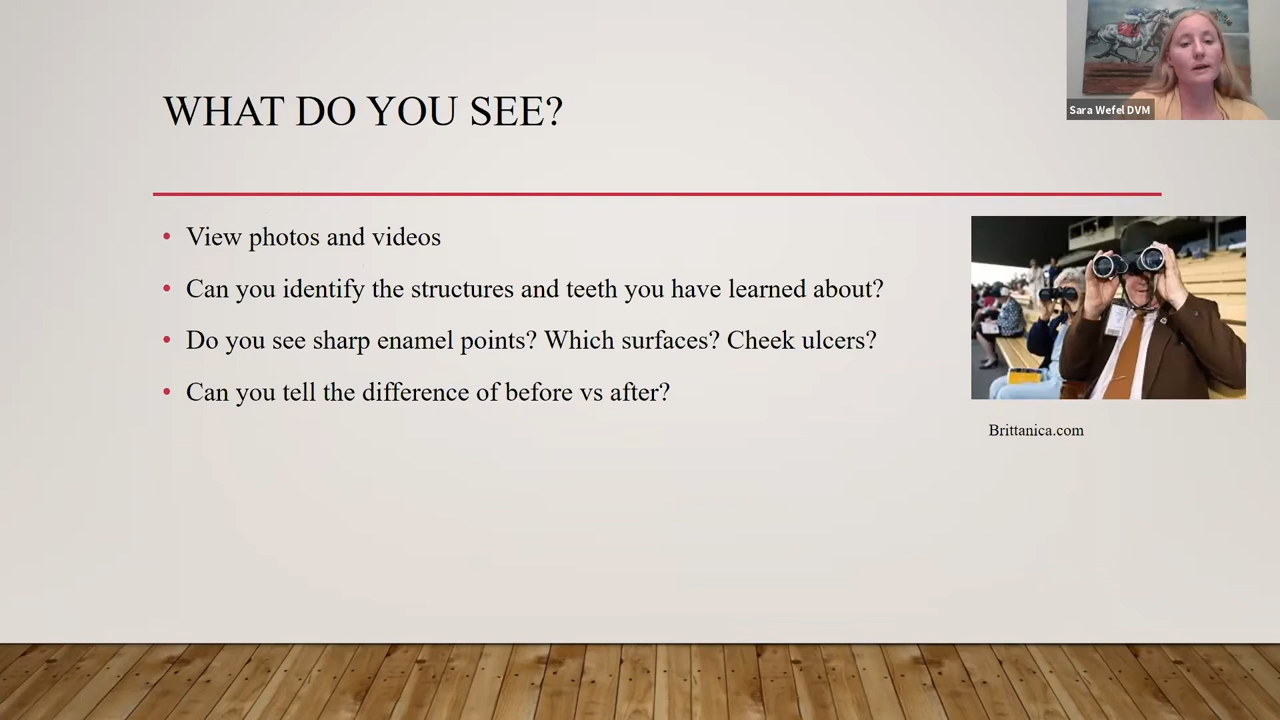 Sara Wefel DVM
WHAT DO YOU SEE?
• View photos and videos
• Can you identify the structures and teeth you have learned about?
• Do you see sharp enamel points? Which surfaces? Cheek ulcers?
• Can you tell the difference of before vs after?
Brittanica.com